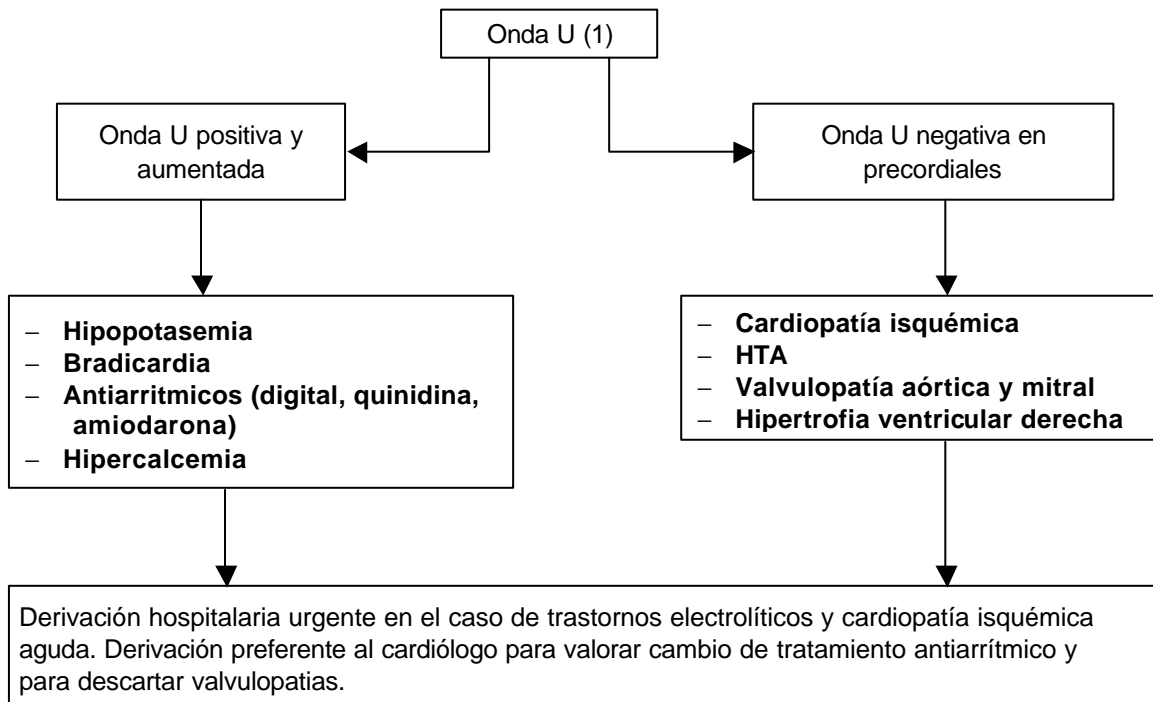 Onda U (1)
Onda U positiva y
aumentada
Onda U negativa en
precordiales
– Hipopotasemia
– Bradicardia
– Antiarritmicos (digital, quinidina,
amiodarona)
– Hipercalcemia
– Cardiopatía isquémica
– HTA
– Valvulopatía aórtica y mitral
– Hipertrofia ventricular derecha
Derivación hospitalaria urgente en el caso de trastornos electrolíticos y cardiopatía isquémica
aguda. Derivación preferente al cardiólogo para valorar cambio de tratamiento antiarrítmico y
para descartar valvulopatias.